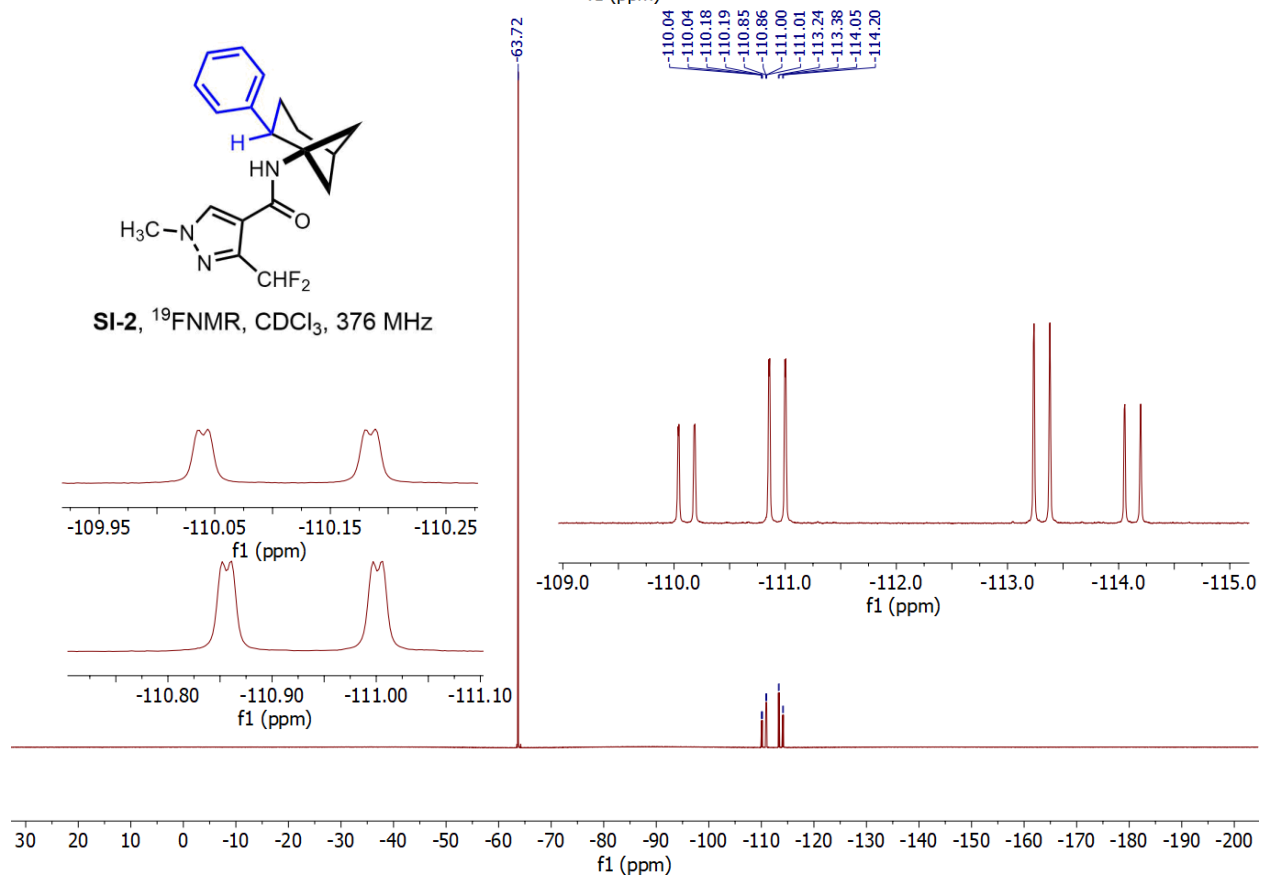 -63.72
-110.04
-110.04
-110.18
-110.19
-110.85
-110.86
-111.00
-111.01
-113.24
-113.38
-114.05
-114.20
H
HN
O
H₃C
N
N
CHF₂
SI-2, ¹⁹FNMR, CDCl₃, 376 MHz
-109.95 -110.05 -110.15 -110.25
f1 (ppm)
-109.0 -110.0 -111.0 -112.0 -113.0 -114.0 -115.0
f1 (ppm)
-110.80 -110.90 -111.00 -111.10
f1 (ppm)
30 20 10 0 -10 -20 -30 -40 -50 -60 -70 -80 -90 -100 -110 -120 -130 -140 -150 -160 -170 -180 -190 -200
f1 (ppm)